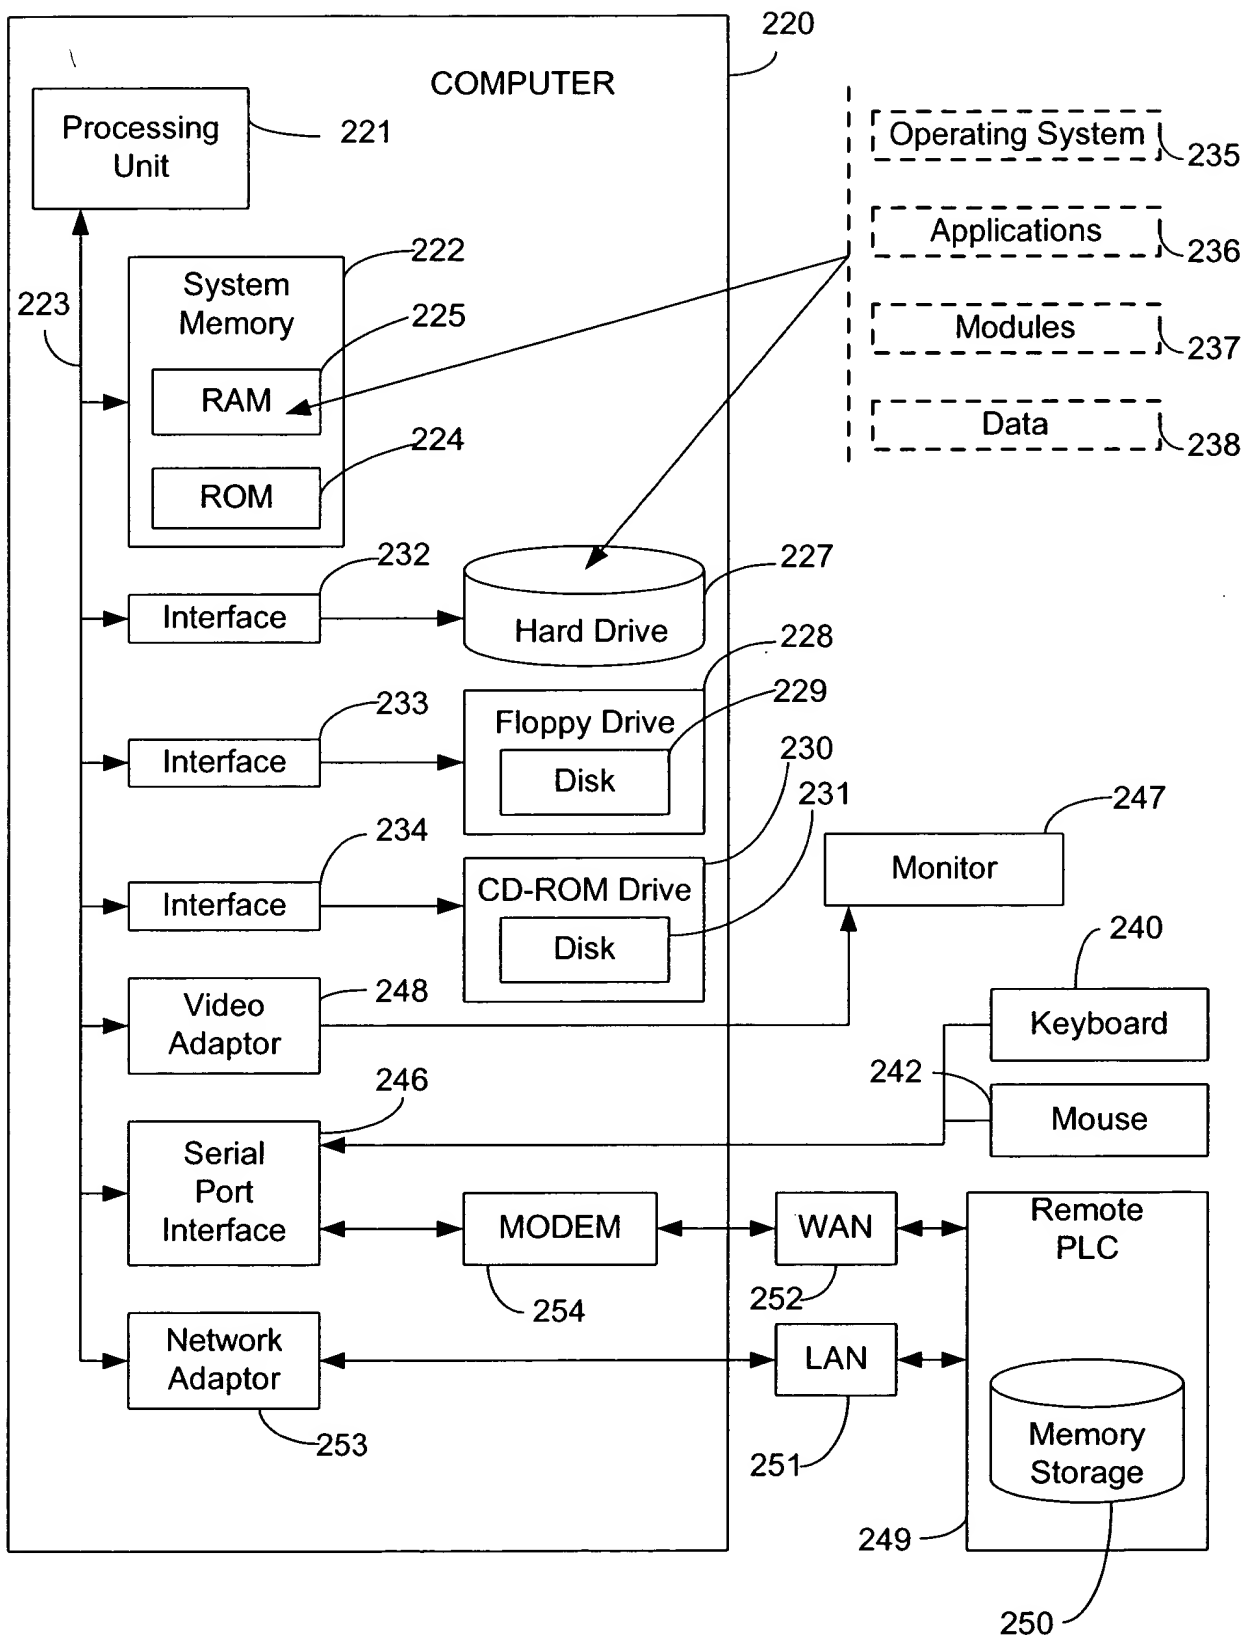 220
COMPUTER
Processing
Unit
221
Operating System
235
Applications
236
Modules
237
Data
238
222
System
Memory
223
225
RAM
224
ROM
232
Interface
227
Hard Drive
228
229
233
Interface
Floppy Drive
Disk
230
231
234
Interface
CD-ROM Drive
Disk
247
Monitor
240
Keyboard
242
Mouse
248
Video
Adaptor
246
Serial
Port
Interface
MODEM
254
WAN
252
Remote
PLC
Network
Adaptor
253
LAN
251
Memory
Storage
249
250